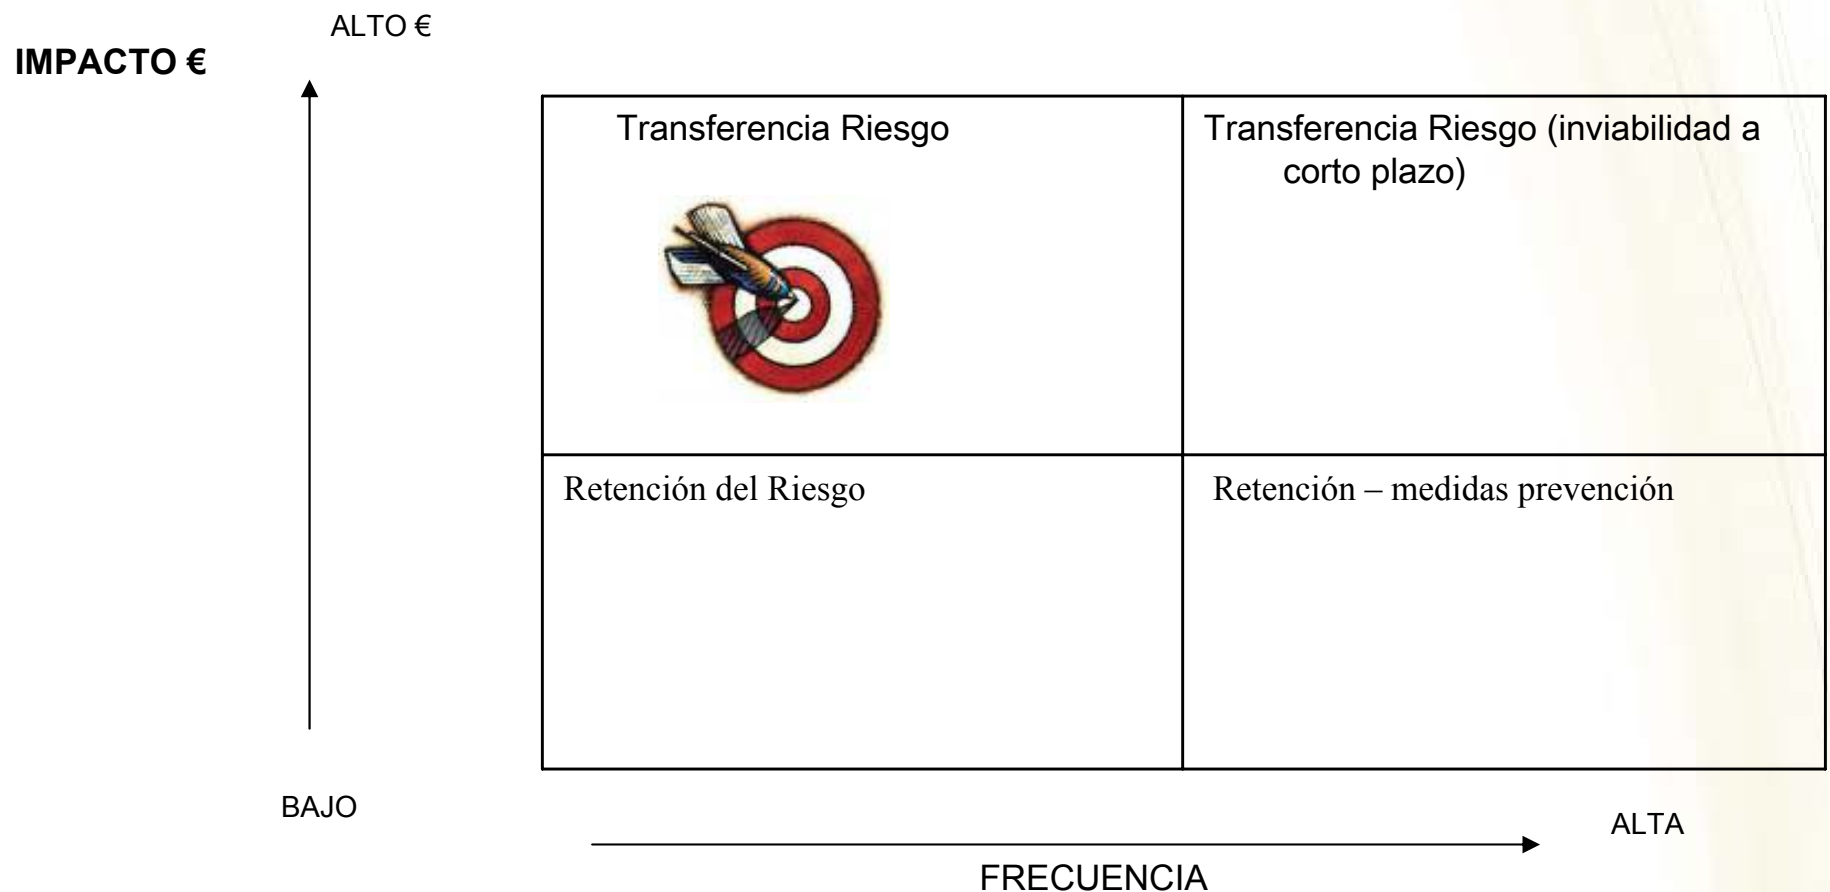 ALTO €
IMPACTO €
Transferencia Riesgo
Transferencia Riesgo (inviabilidad a
corto plazo)
Retención del Riesgo
Retención – medidas prevención
BAJO
ALTA
FRECUENCIA